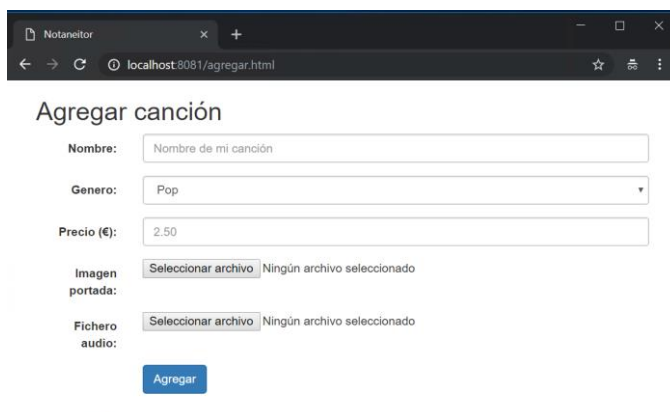 Notaneitor
localhost:8081/agregar.html
Agregar canción
Nombre: Nombre de mi canción
Genero: Pop
Precio (€): 2.50
Imagen portada: Seleccionar archivo Ningún archivo seleccionado
Fichero audio: Seleccionar archivo Ningún archivo seleccionado
Agregar